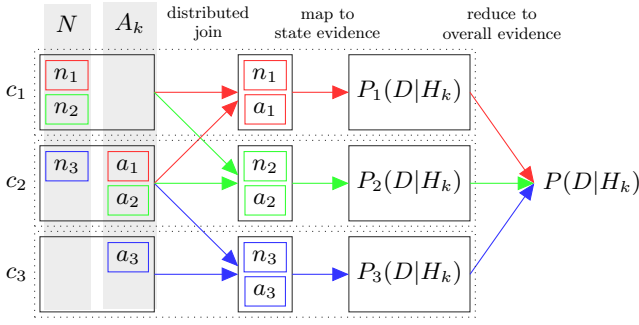 N A_k distributed join map to state evidence reduce to overall evidence
c_1 n_1 n_2 n_1 a_1 P_1(D|H_k)
c_2 n_3 a_1 a_2 n_2 a_2 P_2(D|H_k) P(D|H_k)
c_3 a_3 n_3 a_3 P_3(D|H_k)